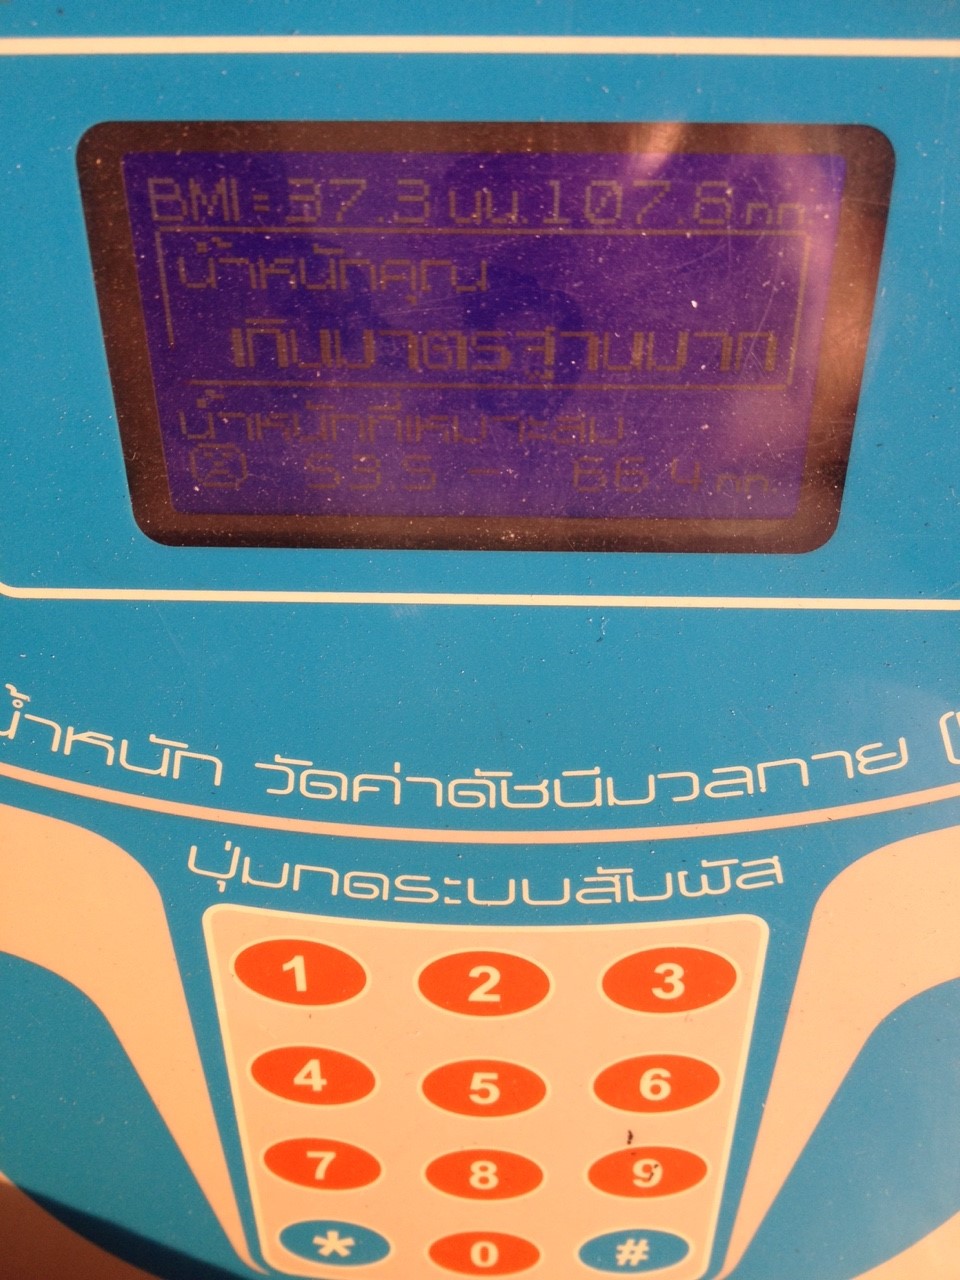 BMI = 37.3 นน.107.8 กก.
น้ำหนักคุณ
เกินมาตรฐานมาก
น้ำหนักที่เหมาะสม
53.5 - 66.4 กก.
น้ำหนัก วัดค่าดัชนีมวลกาย (
ปุ่มกดระบบสัมผัส
1 2 3
4 5 6
7 8 9
* 0 #